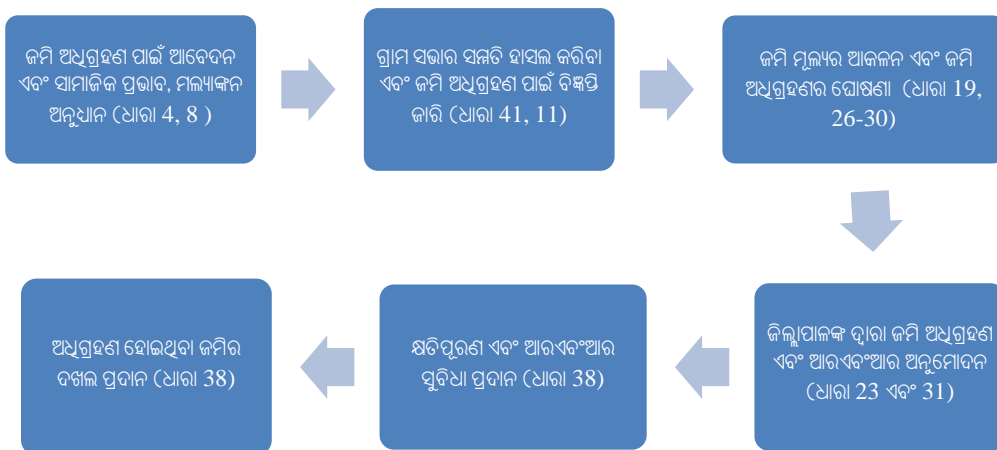 ଜମି ଅଧିଗ୍ରହଣ ପାଇଁ ଆବେଦନ
ଏବଂ ସାମାଜିକ ପ୍ରଭାବ, ମଲ୍ୟାଙ୍କନ
ଅନୁଧ୍ୟାନ (ଧାରା 4, 8 )
ଗ୍ରାମ ସଭାର ସମ୍ମତି ହାସଲ କରିବା
ଏବଂ ଜମି ଅଧିଗ୍ରହଣ ପାଇଁ ବିଜ୍ଞପ୍ତି
ଜାରି (ଧାରା 41, 11)
ଜମି ମୂଲ୍ୟର ଆକଳନ ଏବଂ ଜମି
ଅଧିଗ୍ରହଣର ଘୋଷଣା (ଧାରା 19,
26-30)
ଜିଲ୍ଲାପାଳଙ୍କ ଦ୍ୱାରା ଜମି ଅଧିଗ୍ରହଣ
ଏବଂ ଆରଏବଂଆର ଅନୁମୋଦନ
(ଧାରା 23 ଏବଂ 31)
କ୍ଷତିପୂରଣ ଏବଂ ଆରଏବଂଆର
ସୁବିଧା ପ୍ରଦାନ (ଧାରା 38)
ଅଧିଗ୍ରହଣ ହୋଇଥିବା ଜମିର
ଦଖଲ ପ୍ରଦାନ (ଧାରା 38)